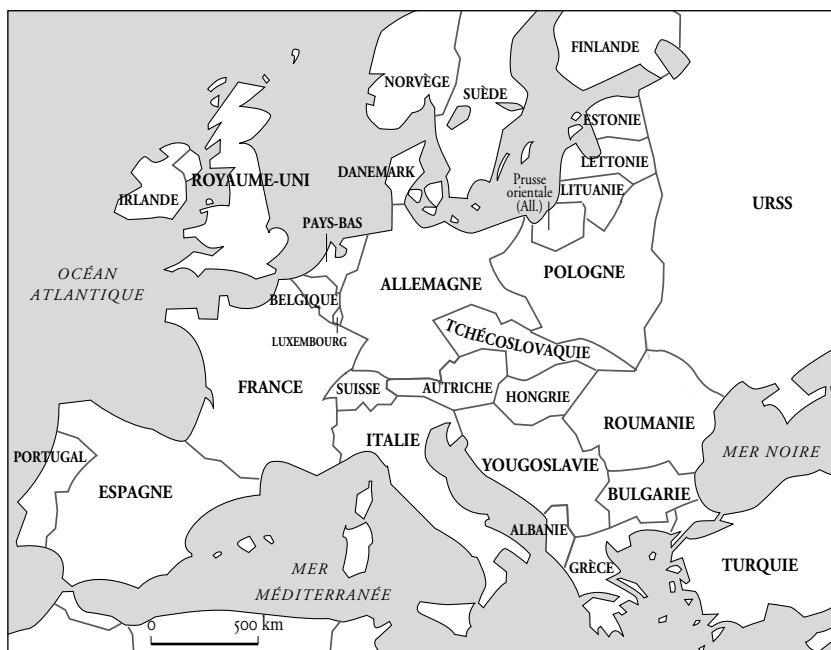 FINLANDE
NORVÈGE
SUÈDE
ESTONIE
LETTONIE
DANEMARK
Prusse
orientale
(All.)
LITUANIE
ROYAUME-UNI
IRLANDE
URSS
PAYS-BAS
OCÉAN
ATLANTIQUE
ALLEMAGNE
POLOGNE
BELGIQUE
LUXEMBOURG
TCHÉCOSLOVAQUIE
FRANCE
SUISSE
AUTRICHE
HONGRIE
ROUMANIE
ITALIE
MER NOIRE
PORTUGAL
YOUGOSLAVIE
ESPAGNE
BULGARIE
ALBANIE
MER
MÉDITERRANÉE
GRÈCE
TURQUIE
0 500 km